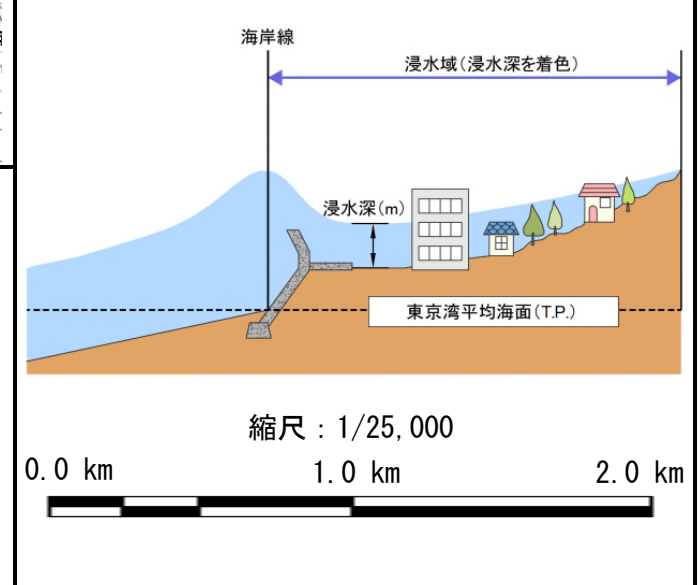 海岸線
浸水域(浸水深を着色)
浸水深(m)
東京湾平均海面(T.P.)
縮尺：1/25,000
0.0 km 1.0 km 2.0 km